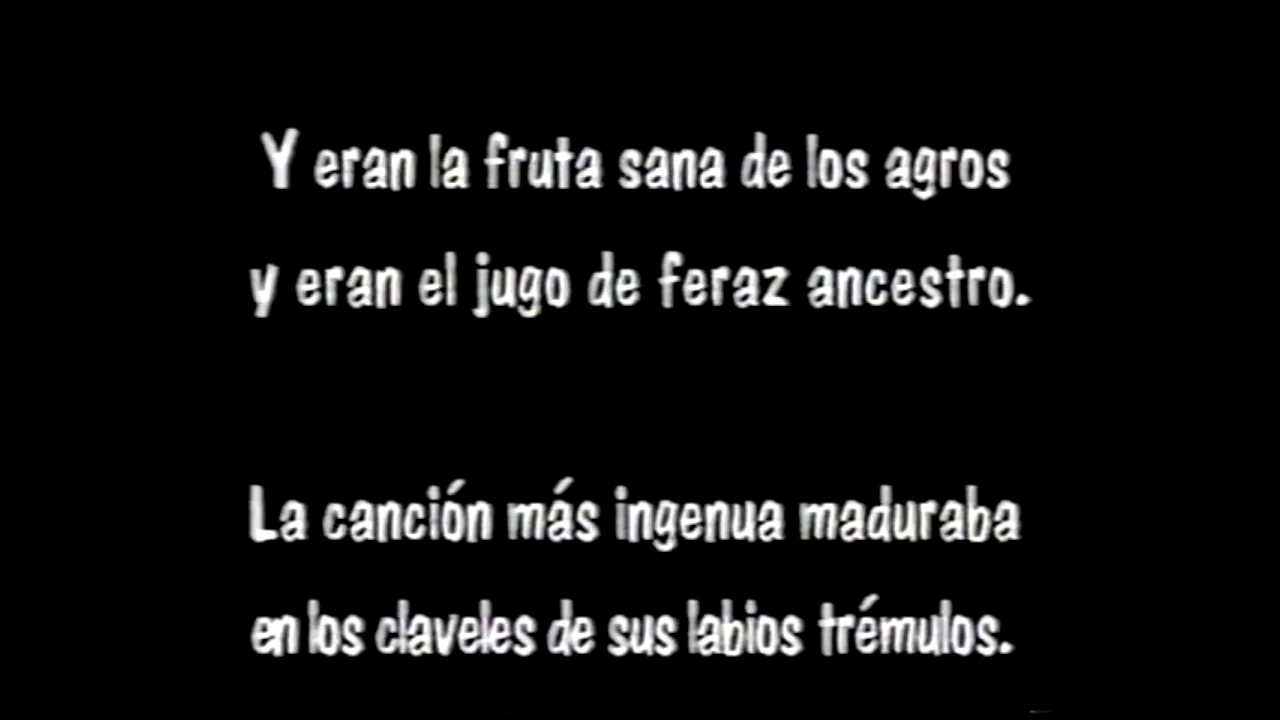 Y eran la fruta sana de los agros
y eran el jugo de feraz ancestro.
La canción más ingenua maduraba
en los claveles de sus labios trémulos.